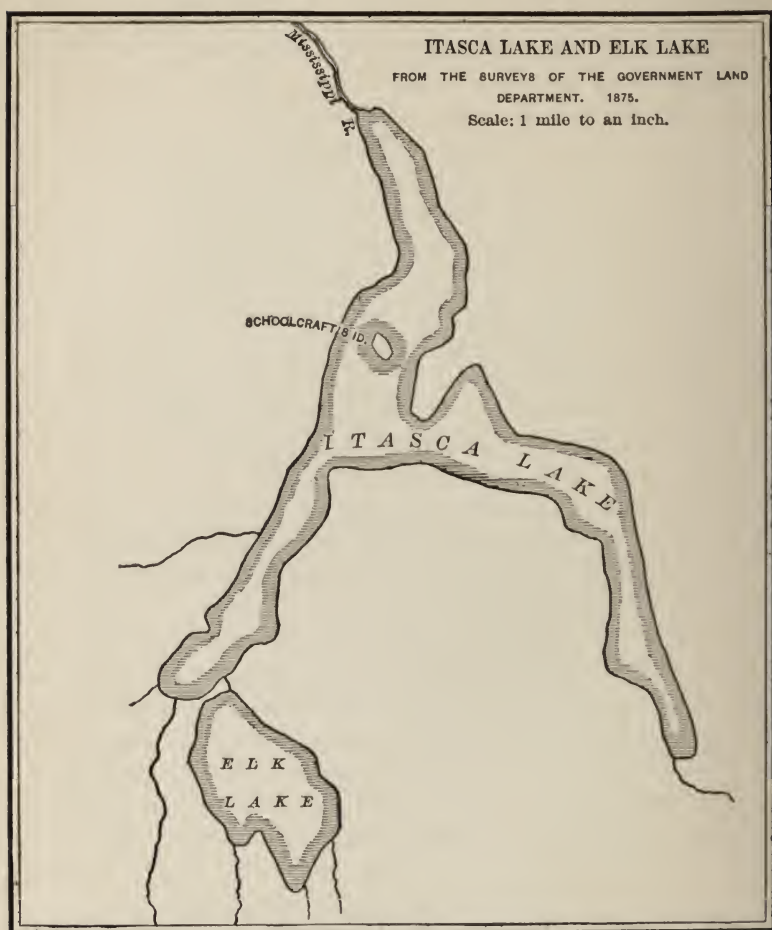 Mississippi R.
ITASCA LAKE AND ELK LAKE
FROM THE SURVEYS OF THE GOVERNMENT LAND
DEPARTMENT. 1875.
Scale: 1 mile to an inch.
SCHOOLCRAFT'S ID.
ITASCA LAKE
ELK
LAKE